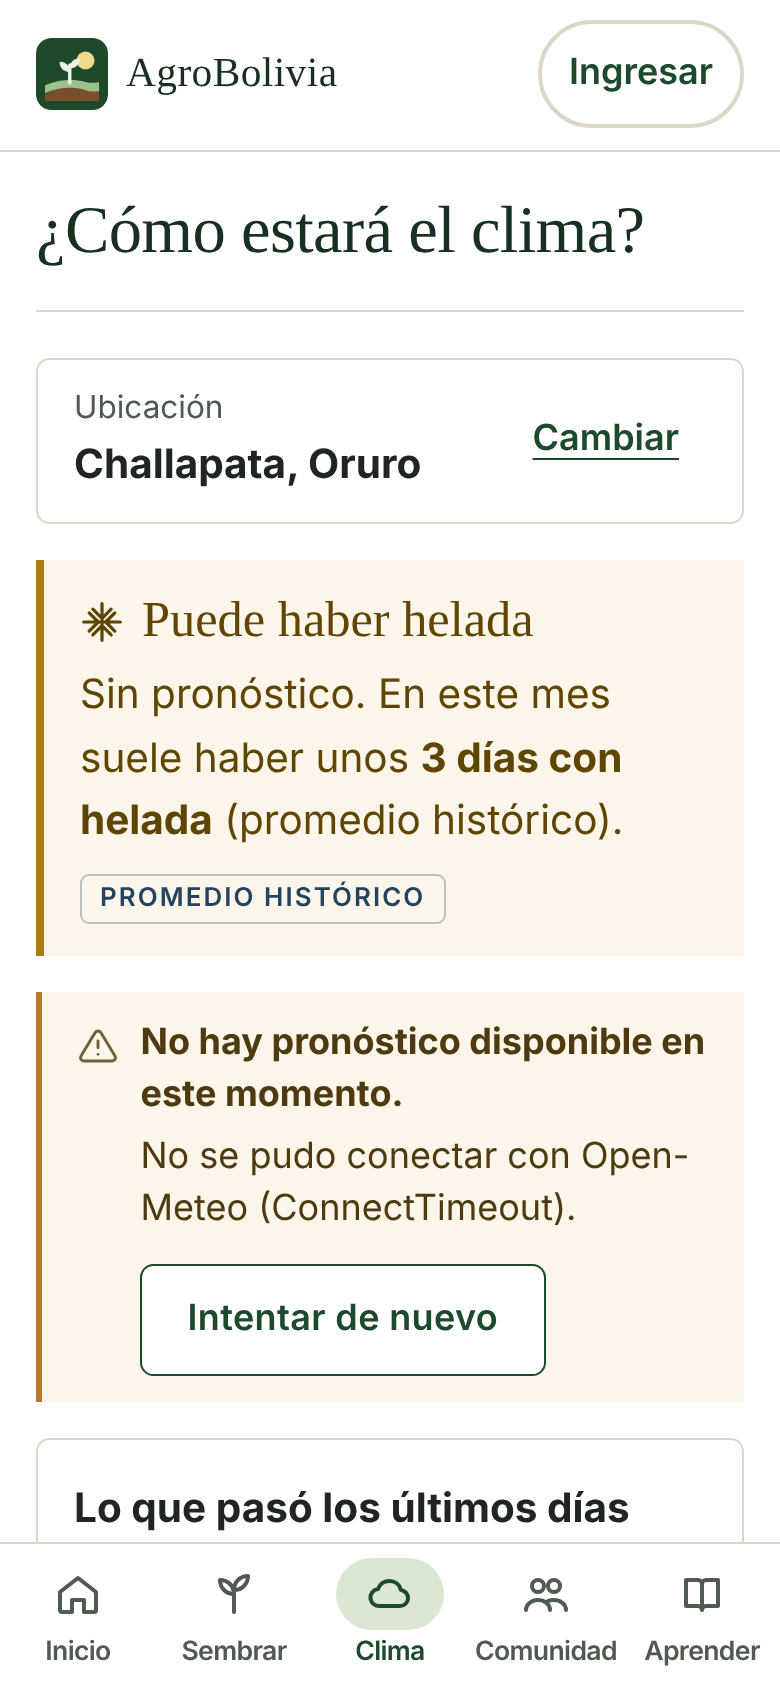 AgroBolivia
Ingresar
¿Cómo estará el clima?
Ubicación
Challapata, Oruro
Cambiar
Puede haber helada
Sin pronóstico. En este mes
suele haber unos 3 días con
helada (promedio histórico).
PROMEDIO HISTÓRICO
No hay pronóstico disponible en
este momento.
No se pudo conectar con Open-
Meteo (ConnectTimeout).
Intentar de nuevo
Lo que pasó los últimos días
Inicio
Sembrar
Clima
Comunidad
Aprender